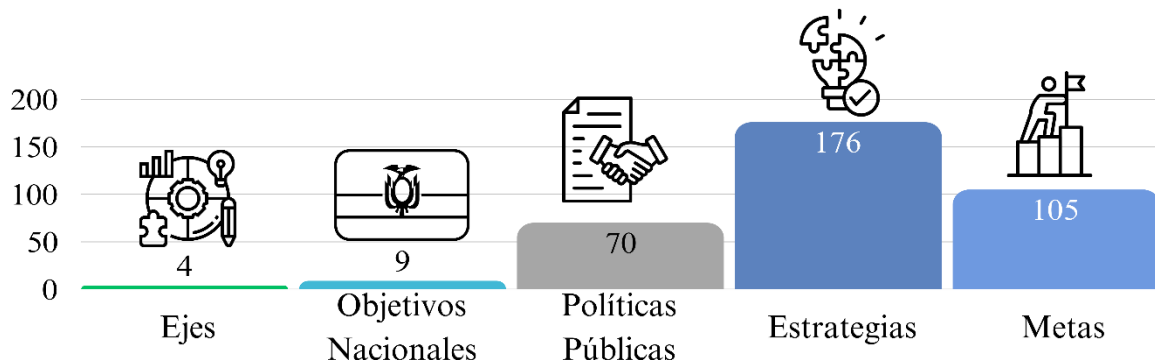 200
150
100
50
0
4
9
70
176
105
Ejes
Objetivos
Nacionales
Políticas
Públicas
Estrategias
Metas